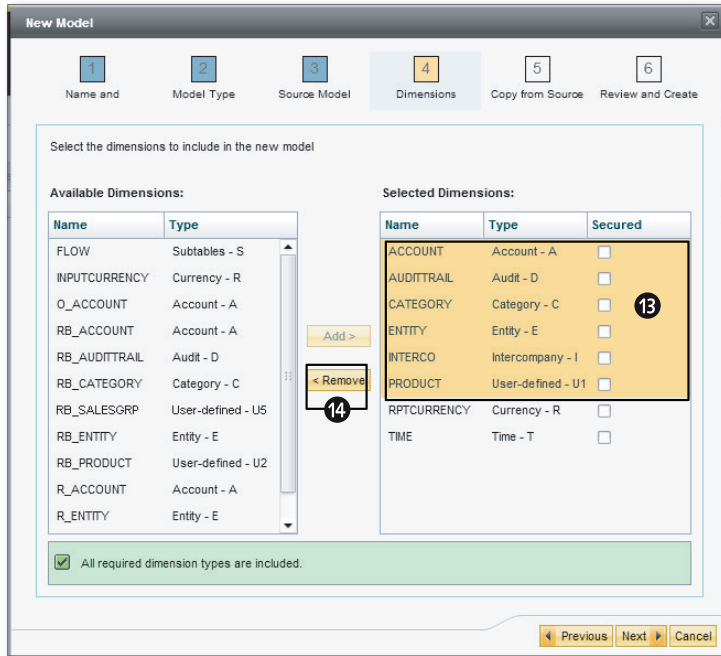 New Model
1 2 3 4 5 6
Name and Model Type Source Model Dimensions Copy from Source Review and Create
Select the dimensions to include in the new model
Available Dimensions:
Name Type
FLOW Subtables - S
INPUTCURRENCY Currency - R
O_ACCOUNT Account - A
RB_ACCOUNT Account - A
RB_AUDITTRAIL Audit - D
RB_CATEGORY Category - C
RB_SALESGRP User-defined - U5
RB_ENTITY Entity - E
RB_PRODUCT User-defined - U2
R_ACCOUNT Account - A
R_ENTITY Entity - E
Add >
< Remove
14
Selected Dimensions:
Name Type Secured
ACCOUNT Account - A
AUDITTRAIL Audit - D
CATEGORY Category - C
ENTITY Entity - E
INTERCO Intercompany - I
PRODUCT User-defined - U1
13
RPTCURRENCY Currency - R
TIME Time - T
All required dimension types are included.
Previous Next Cancel